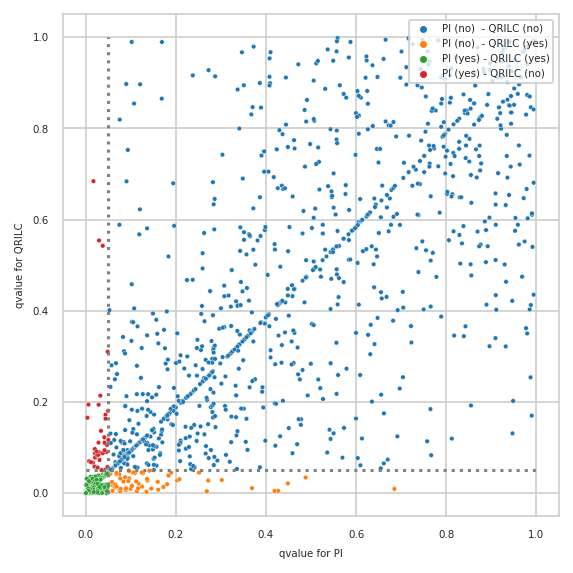 PI (no)  - QRILC (no)
PI (no)  - QRILC (yes)
PI (yes) - QRILC (yes)
PI (yes) - QRILC (no)
1.0
0.8
0.6
0.4
0.2
0.0
qvalue for QRILC
0.0 0.2 0.4 0.6 0.8 1.0
qvalue for PI